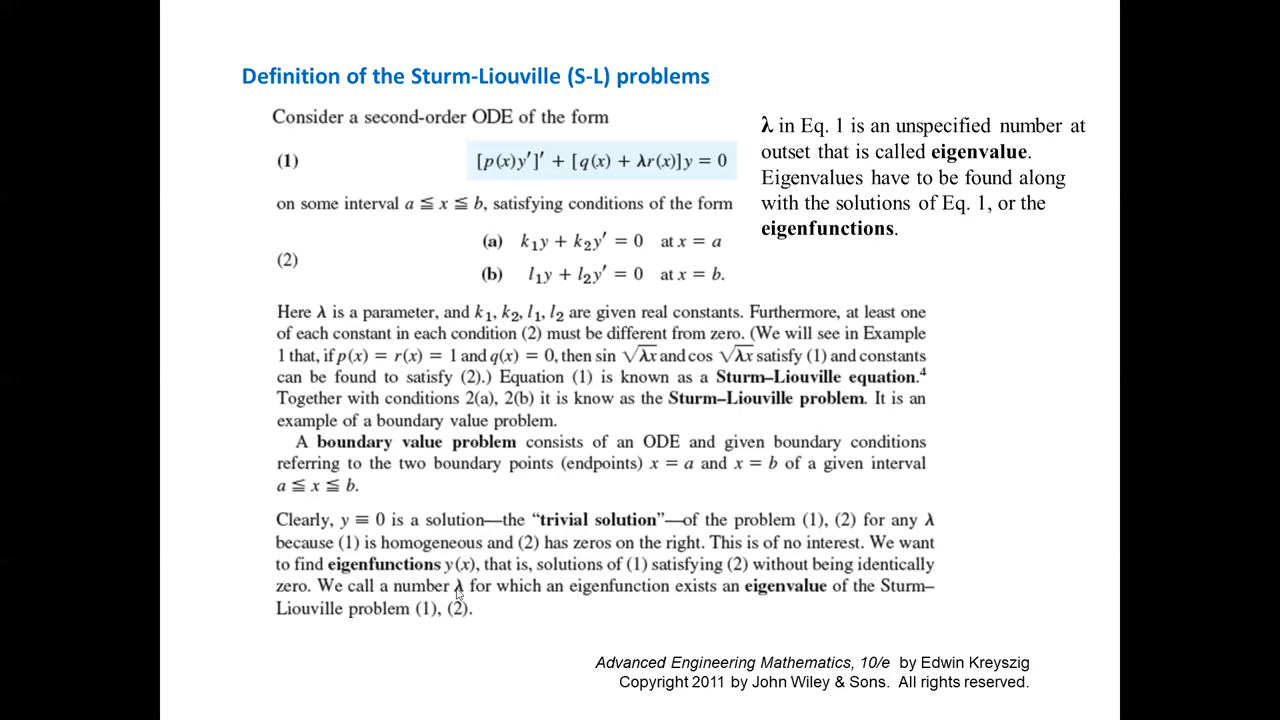 Definition of the Sturm-Liouville (S-L) problems
Consider a second-order ODE of the form
(1) [p(x)y′]′ + [q(x) + λr(x)]y = 0
on some interval a ≦ x ≦ b, satisfying conditions of the form
(2)
(a) k₁y + k₂y′ = 0 at x = a
(b) l₁y + l₂y′ = 0 at x = b.
λ in Eq. 1 is an unspecified number at
outset that is called eigenvalue.
Eigenvalues have to be found along
with the solutions of Eq. 1, or the
eigenfunctions.
Here λ is a parameter, and k₁, k₂, l₁, l₂ are given real constants. Furthermore, at least one
of each constant in each condition (2) must be different from zero. (We will see in Example
1 that, if p(x) = r(x) = 1 and q(x) = 0, then sin √λx and cos √λx satisfy (1) and constants
can be found to satisfy (2).) Equation (1) is known as a Sturm–Liouville equation.⁴
Together with conditions 2(a), 2(b) it is know as the Sturm–Liouville problem. It is an
example of a boundary value problem.
A boundary value problem consists of an ODE and given boundary conditions
referring to the two boundary points (endpoints) x = a and x = b of a given interval
a ≦ x ≦ b.
Clearly, y ≡ 0 is a solution—the “trivial solution”—of the problem (1), (2) for any λ
because (1) is homogeneous and (2) has zeros on the right. This is of no interest. We want
to find eigenfunctions y(x), that is, solutions of (1) satisfying (2) without being identically
zero. We call a number λ for which an eigenfunction exists an eigenvalue of the Sturm–
Liouville problem (1), (2).
Advanced Engineering Mathematics, 10/e by Edwin Kreyszig
Copyright 2011 by John Wiley & Sons. All rights reserved.